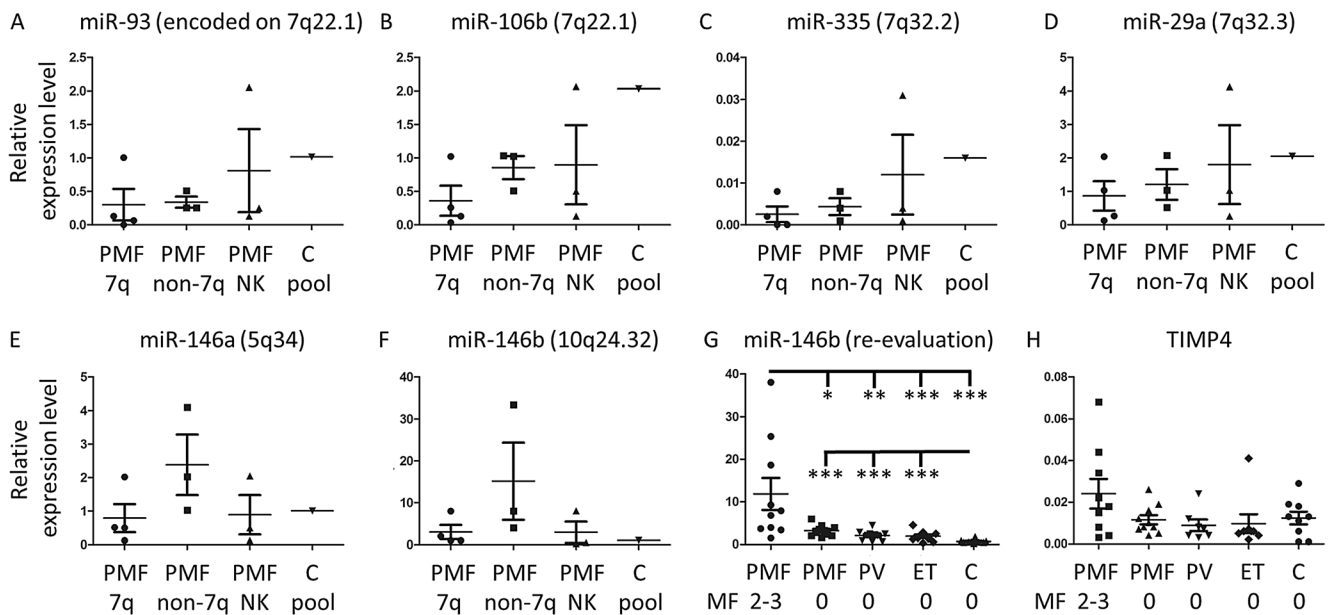 A miR-93 (encoded on 7q22.1) B miR-106b (7q22.1) C miR-335 (7q32.2) D miR-29a (7q32.3)
Relative
expression level
2.5
2.0
1.5
1.0
0.5
0.0
PMF PMF PMF C
7q non-7q NK pool
2.5
2.0
1.5
1.0
0.5
0.0
PMF PMF PMF C
7q non-7q NK pool
0.04
0.03
0.02
0.01
0.00
PMF PMF PMF C
7q non-7q NK pool
5
4
3
2
1
0
PMF PMF PMF C
7q non-7q NK pool
E miR-146a (5q34) F miR-146b (10q24.32) G miR-146b (re-evaluation) H TIMP4
Relative
expression level
5
4
3
2
1
0
PMF PMF PMF C
7q non-7q NK pool
40
30
20
10
0
PMF PMF PMF C
7q non-7q NK pool
40
30
20
10
0
* ** *** ***
*** *** ***
PMF PMF PV ET C
MF 2-3 0 0 0 0
0.08
0.06
0.04
0.02
0.00
PMF PMF PV ET C
MF 2-3 0 0 0 0